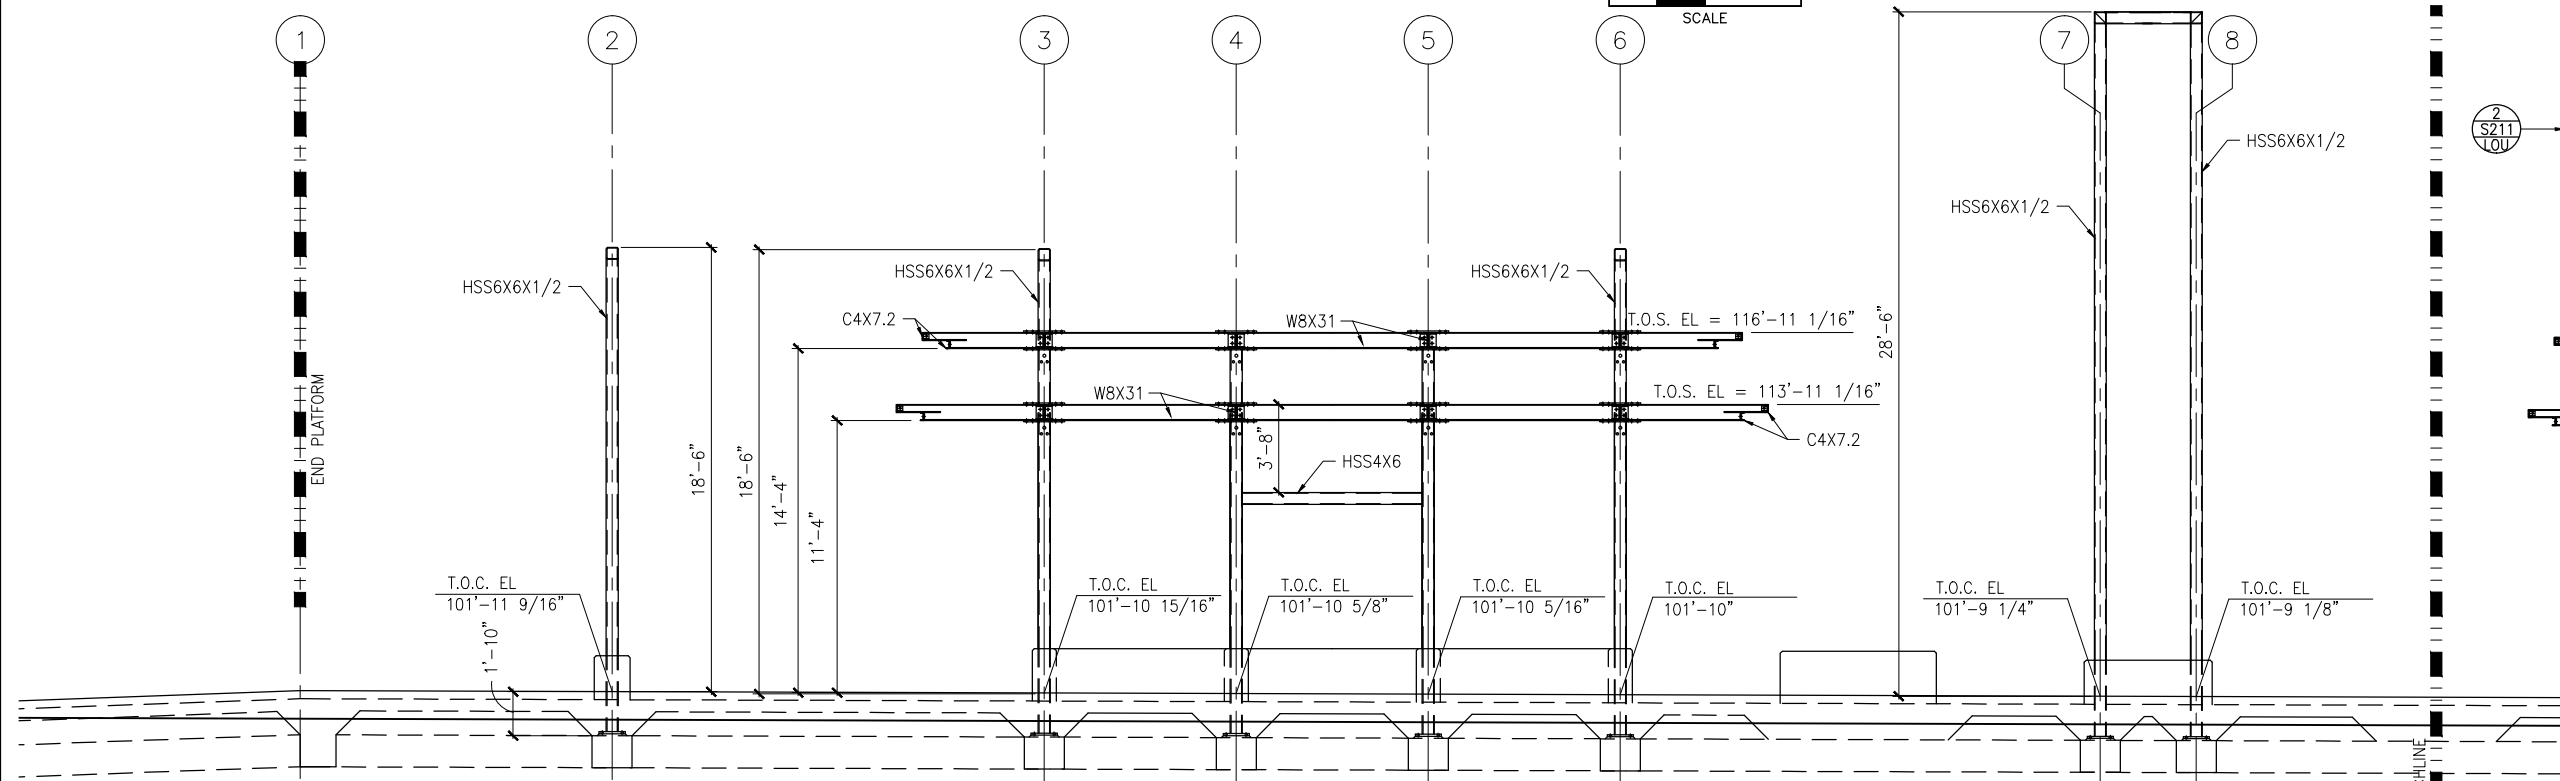 SCALE
1
2
3
4
5
6
7
8
2
S211
LOU
HSS6X6X1/2
HSS6X6X1/2
HSS6X6X1/2
HSS6X6X1/2
HSS6X6X1/2
C4X7.2
W8X31
T.O.S. EL = 116'-11 1/16"
28'-6"
W8X31
T.O.S. EL = 113'-11 1/16"
C4X7.2
END PLATFORM
18'-6"
18'-6"
14'-4"
11'-4"
3'-8"
HSS4X6
T.O.C. EL
101'-11 9/16"
T.O.C. EL
101'-10 15/16"
T.O.C. EL
101'-10 5/8"
T.O.C. EL
101'-10 5/16"
T.O.C. EL
101'-10"
T.O.C. EL
101'-9 1/4"
T.O.C. EL
101'-9 1/8"
1'-10"